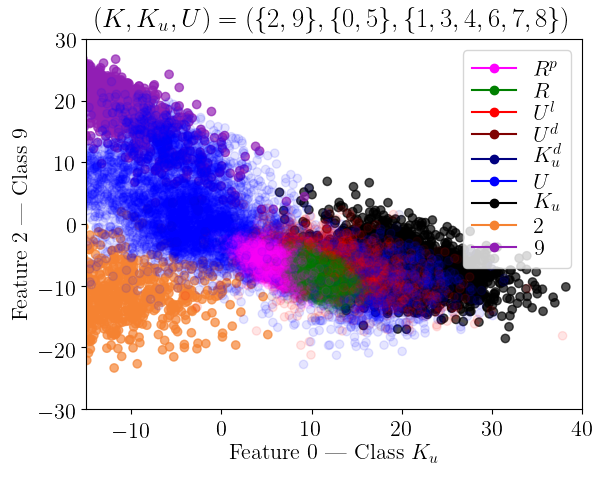 (K, K_u, U) = ({2, 9}, {0, 5}, {1, 3, 4, 6, 7, 8})
R^p
R
U^l
U^d
K_u^d
U
K_u
2
9
30
20
10
0
−10
−20
−30
Feature 2 — Class 9
−10
0
10
20
30
40
Feature 0 — Class K_u